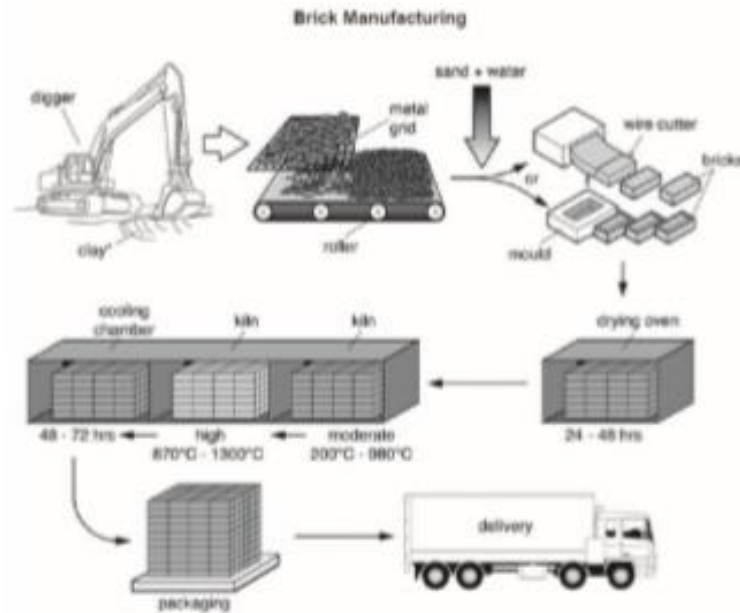 Brick Manufacturing
digger
clay*
metal
grid
roller
sand + water
or
wire cutter
bricks
mould
drying oven
24 - 48 hrs
cooling
chamber
kiln
kiln
48 - 72 hrs
high
870°C - 1300°C
moderate
200°C - 980°C
packaging
delivery